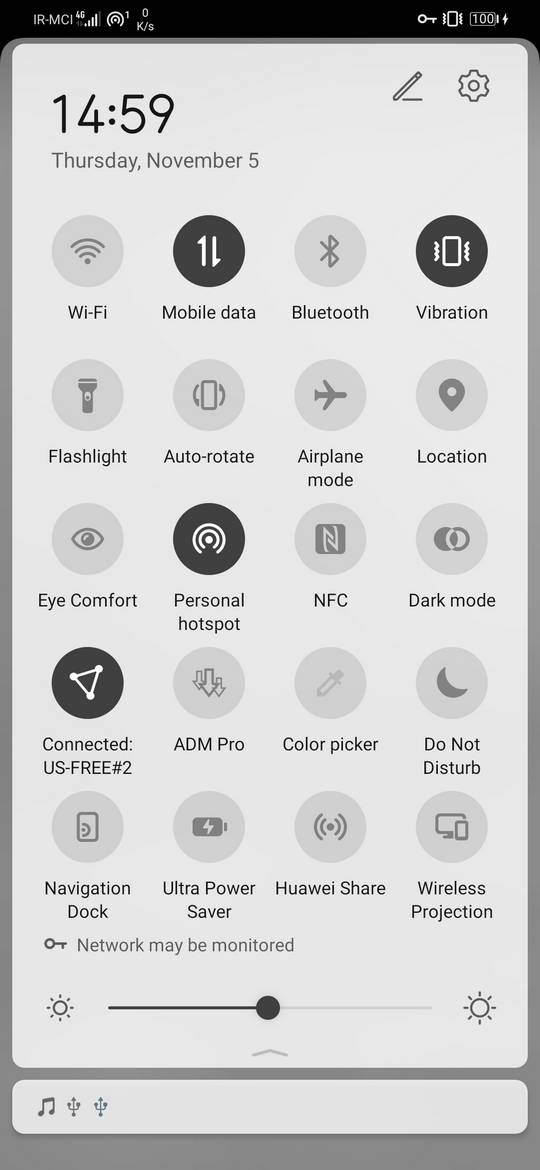 IR-MCI 4G 1 0 K/s 100
14:59
Thursday, November 5
Wi-Fi Mobile data Bluetooth Vibration
Flashlight Auto-rotate Airplane mode Location
Eye Comfort Personal hotspot NFC Dark mode
Connected: US-FREE#2 ADM Pro Color picker Do Not Disturb
Navigation Dock Ultra Power Saver Huawei Share Wireless Projection
Network may be monitored